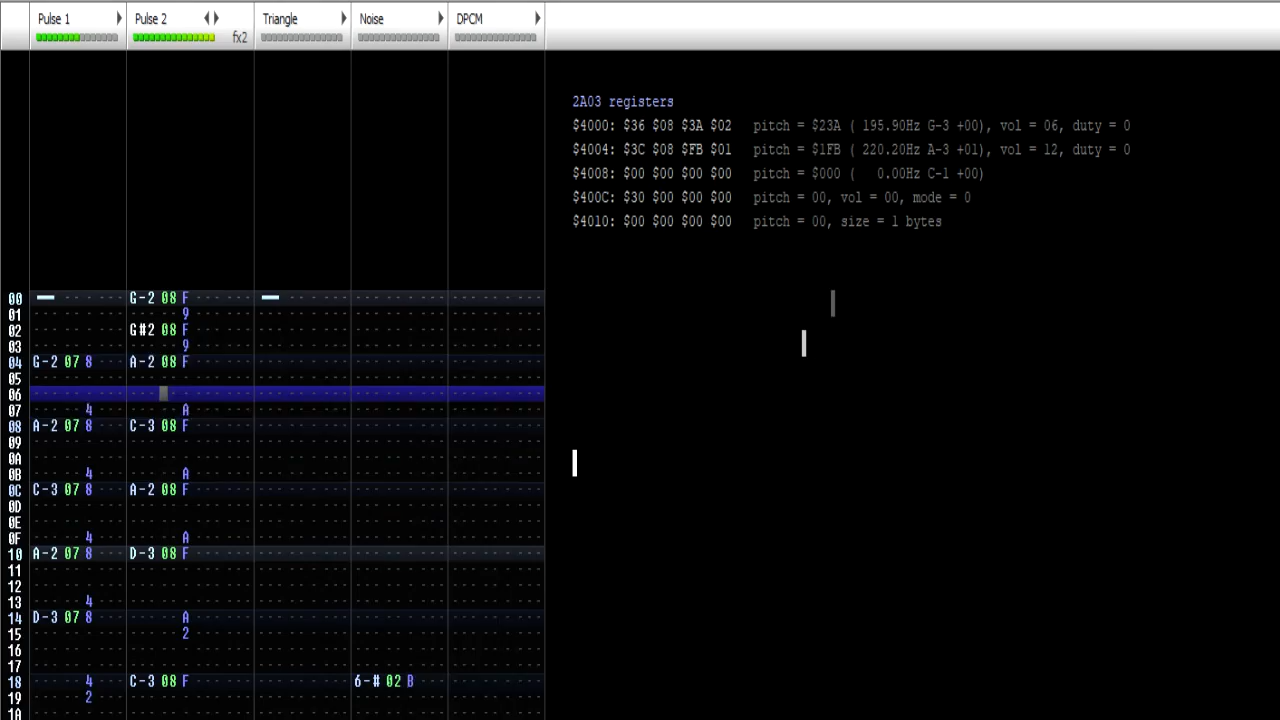 Pulse 1 Pulse 2 Triangle Noise DPCM
fx2
2A03 registers
$4000: $36 $08 $3A $02 pitch = $23A ( 195.90Hz G-3 +00), vol = 06, duty = 0
$4004: $3C $08 $FB $01 pitch = $1FB ( 220.20Hz A-3 +01), vol = 12, duty = 0
$4008: $00 $00 $00 $00 pitch = $000 ( 0.00Hz C-1 +00)
$400C: $30 $00 $00 $00 pitch = 00, vol = 00, mode = 0
$4010: $00 $00 $00 $00 pitch = 00, size = 1 bytes
00 G-2 08 F
01 9
02 G#2 08 F
03 9
04 G-2 07 8 A-2 08 F
05
06
07 4 A
08 A-2 07 8 C-3 08 F
09
0A
0B 4 A
0C C-3 07 8 A-2 08 F
0D
0E
0F 4 A
10 A-2 07 8 D-3 08 F
11
12
13 4
14 D-3 07 8 A
15 2
16
17
18 4 C-3 08 F 6-# 02 B
19 2
1A